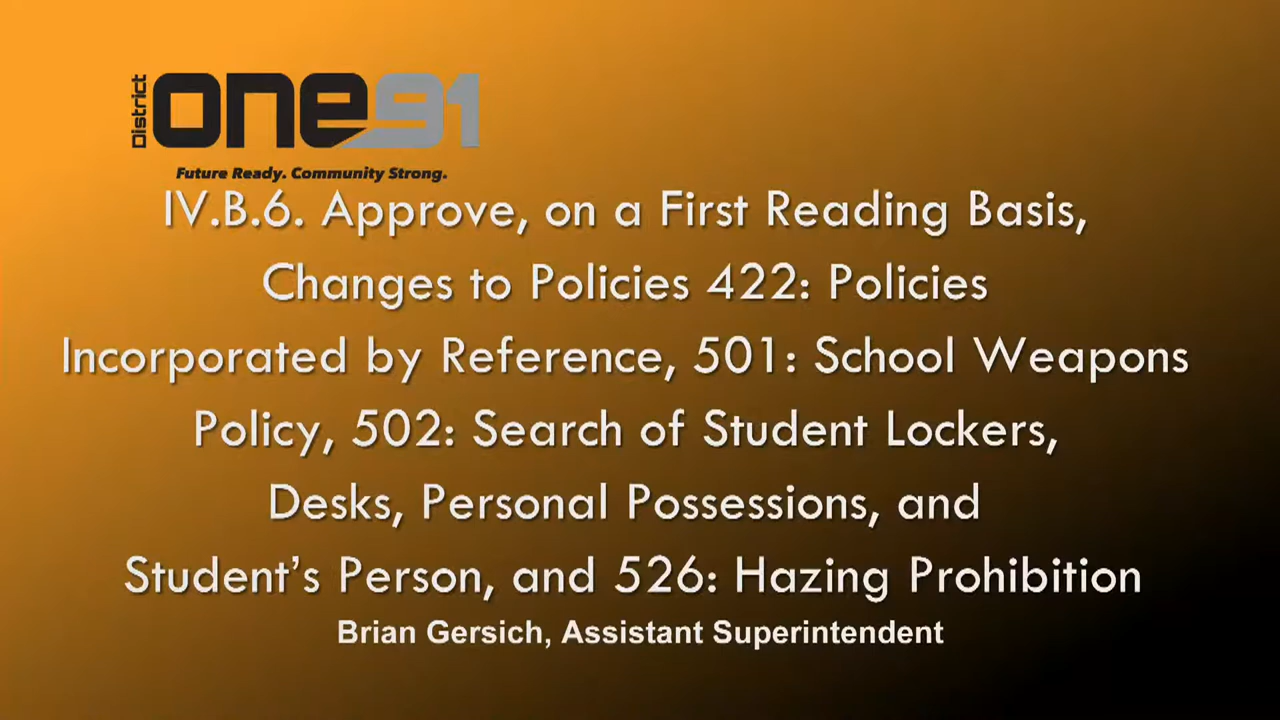 District one91
Future Ready. Community Strong.
IV.B.6. Approve, on a First Reading Basis,
Changes to Policies 422: Policies
Incorporated by Reference, 501: School Weapons
Policy, 502: Search of Student Lockers,
Desks, Personal Possessions, and
Student’s Person, and 526: Hazing Prohibition
Brian Gersich, Assistant Superintendent